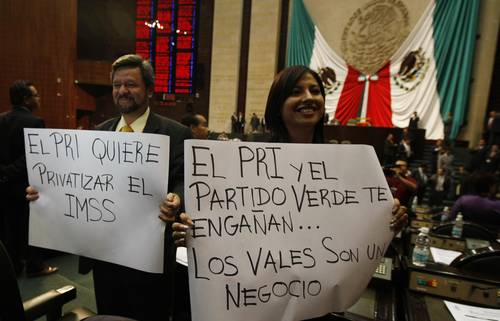 EL PRI QUIERE
PRIVATIZAR EL
IMSS
EL PRI Y EL
PARTIDO VERDE TE
ENGAÑAN...
LOS VALES SON UN
NEGOCIO